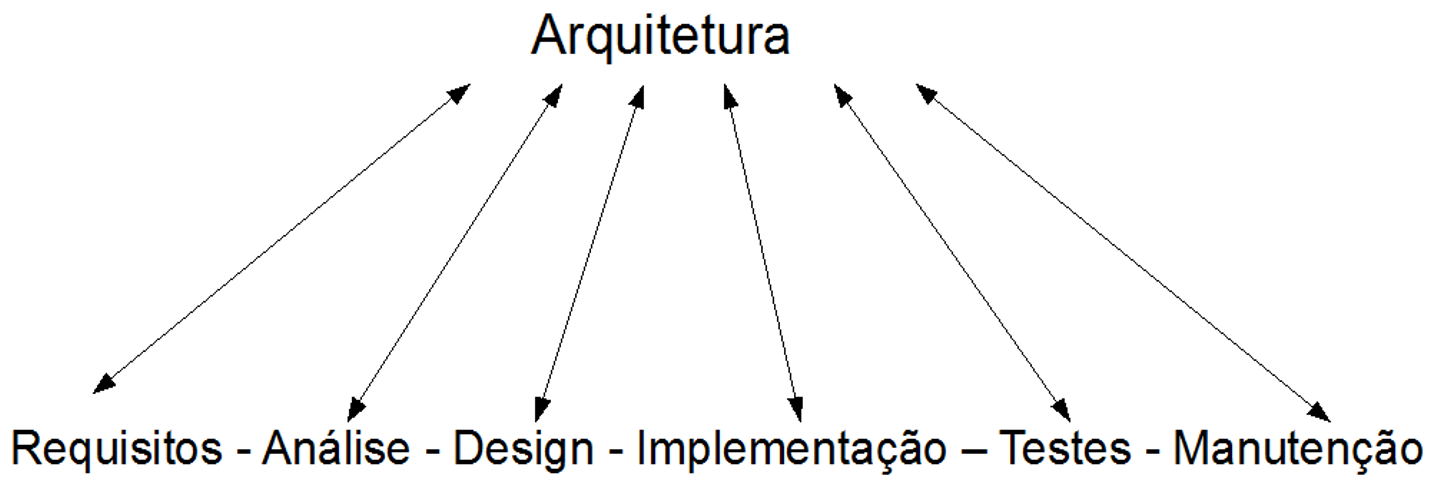 Arquitetura
Requisitos - Análise - Design - Implementação – Testes - Manutenção